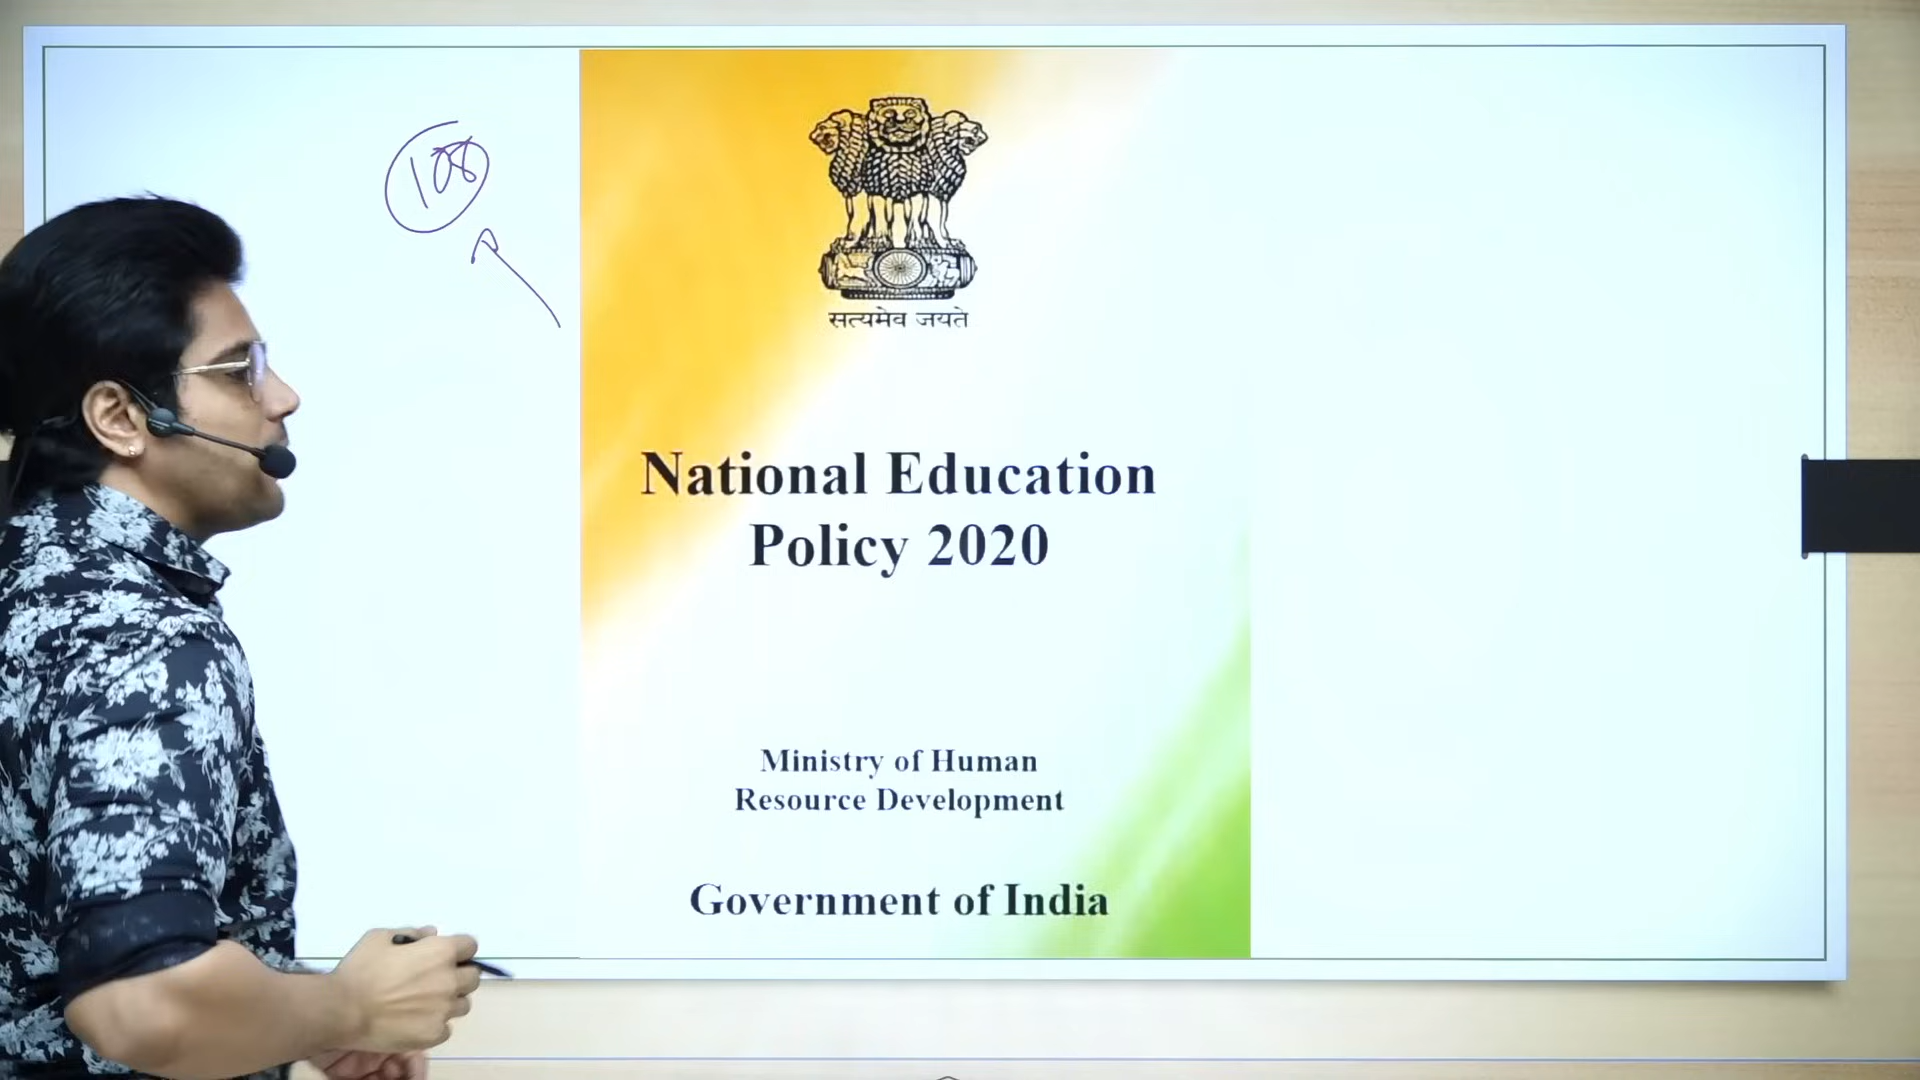 108
सत्यमेव जयते
National Education
Policy 2020
Ministry of Human
Resource Development
Government of India